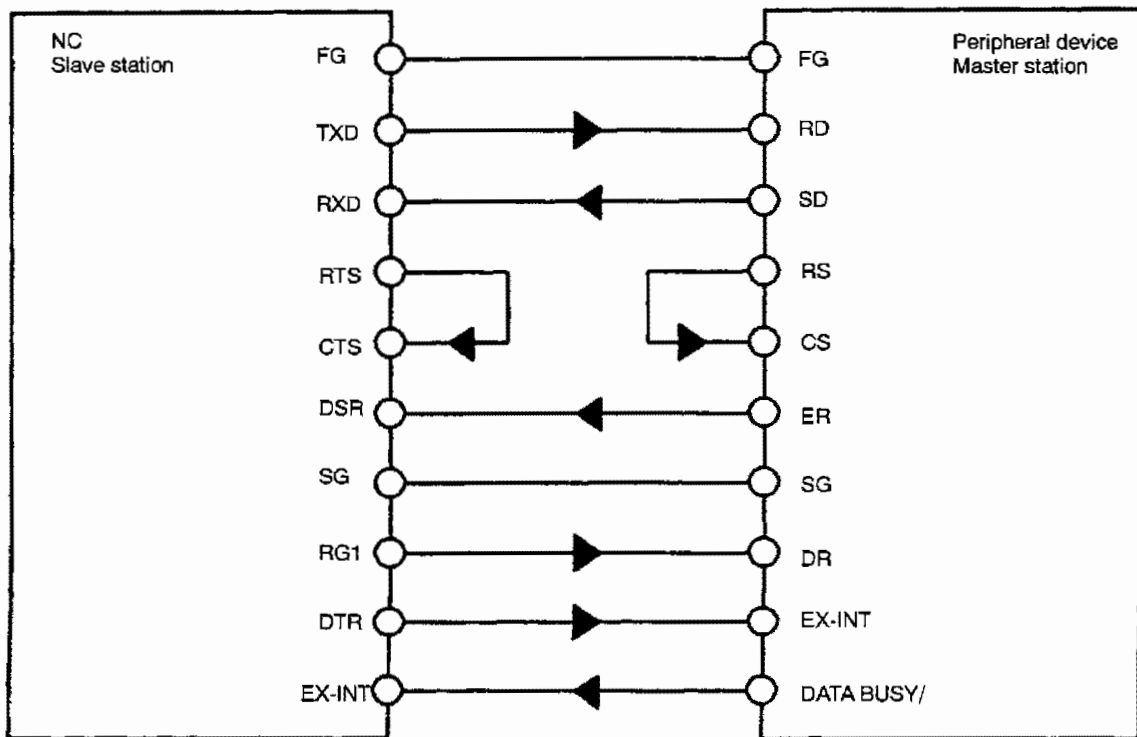 NC
Slave station
Peripheral device
Master station
FG FG
TXD RD
RXD SD
RTS RS
CTS CS
DSR ER
SG SG
RG1 DR
DTR EX-INT
EX-INT DATA BUSY/